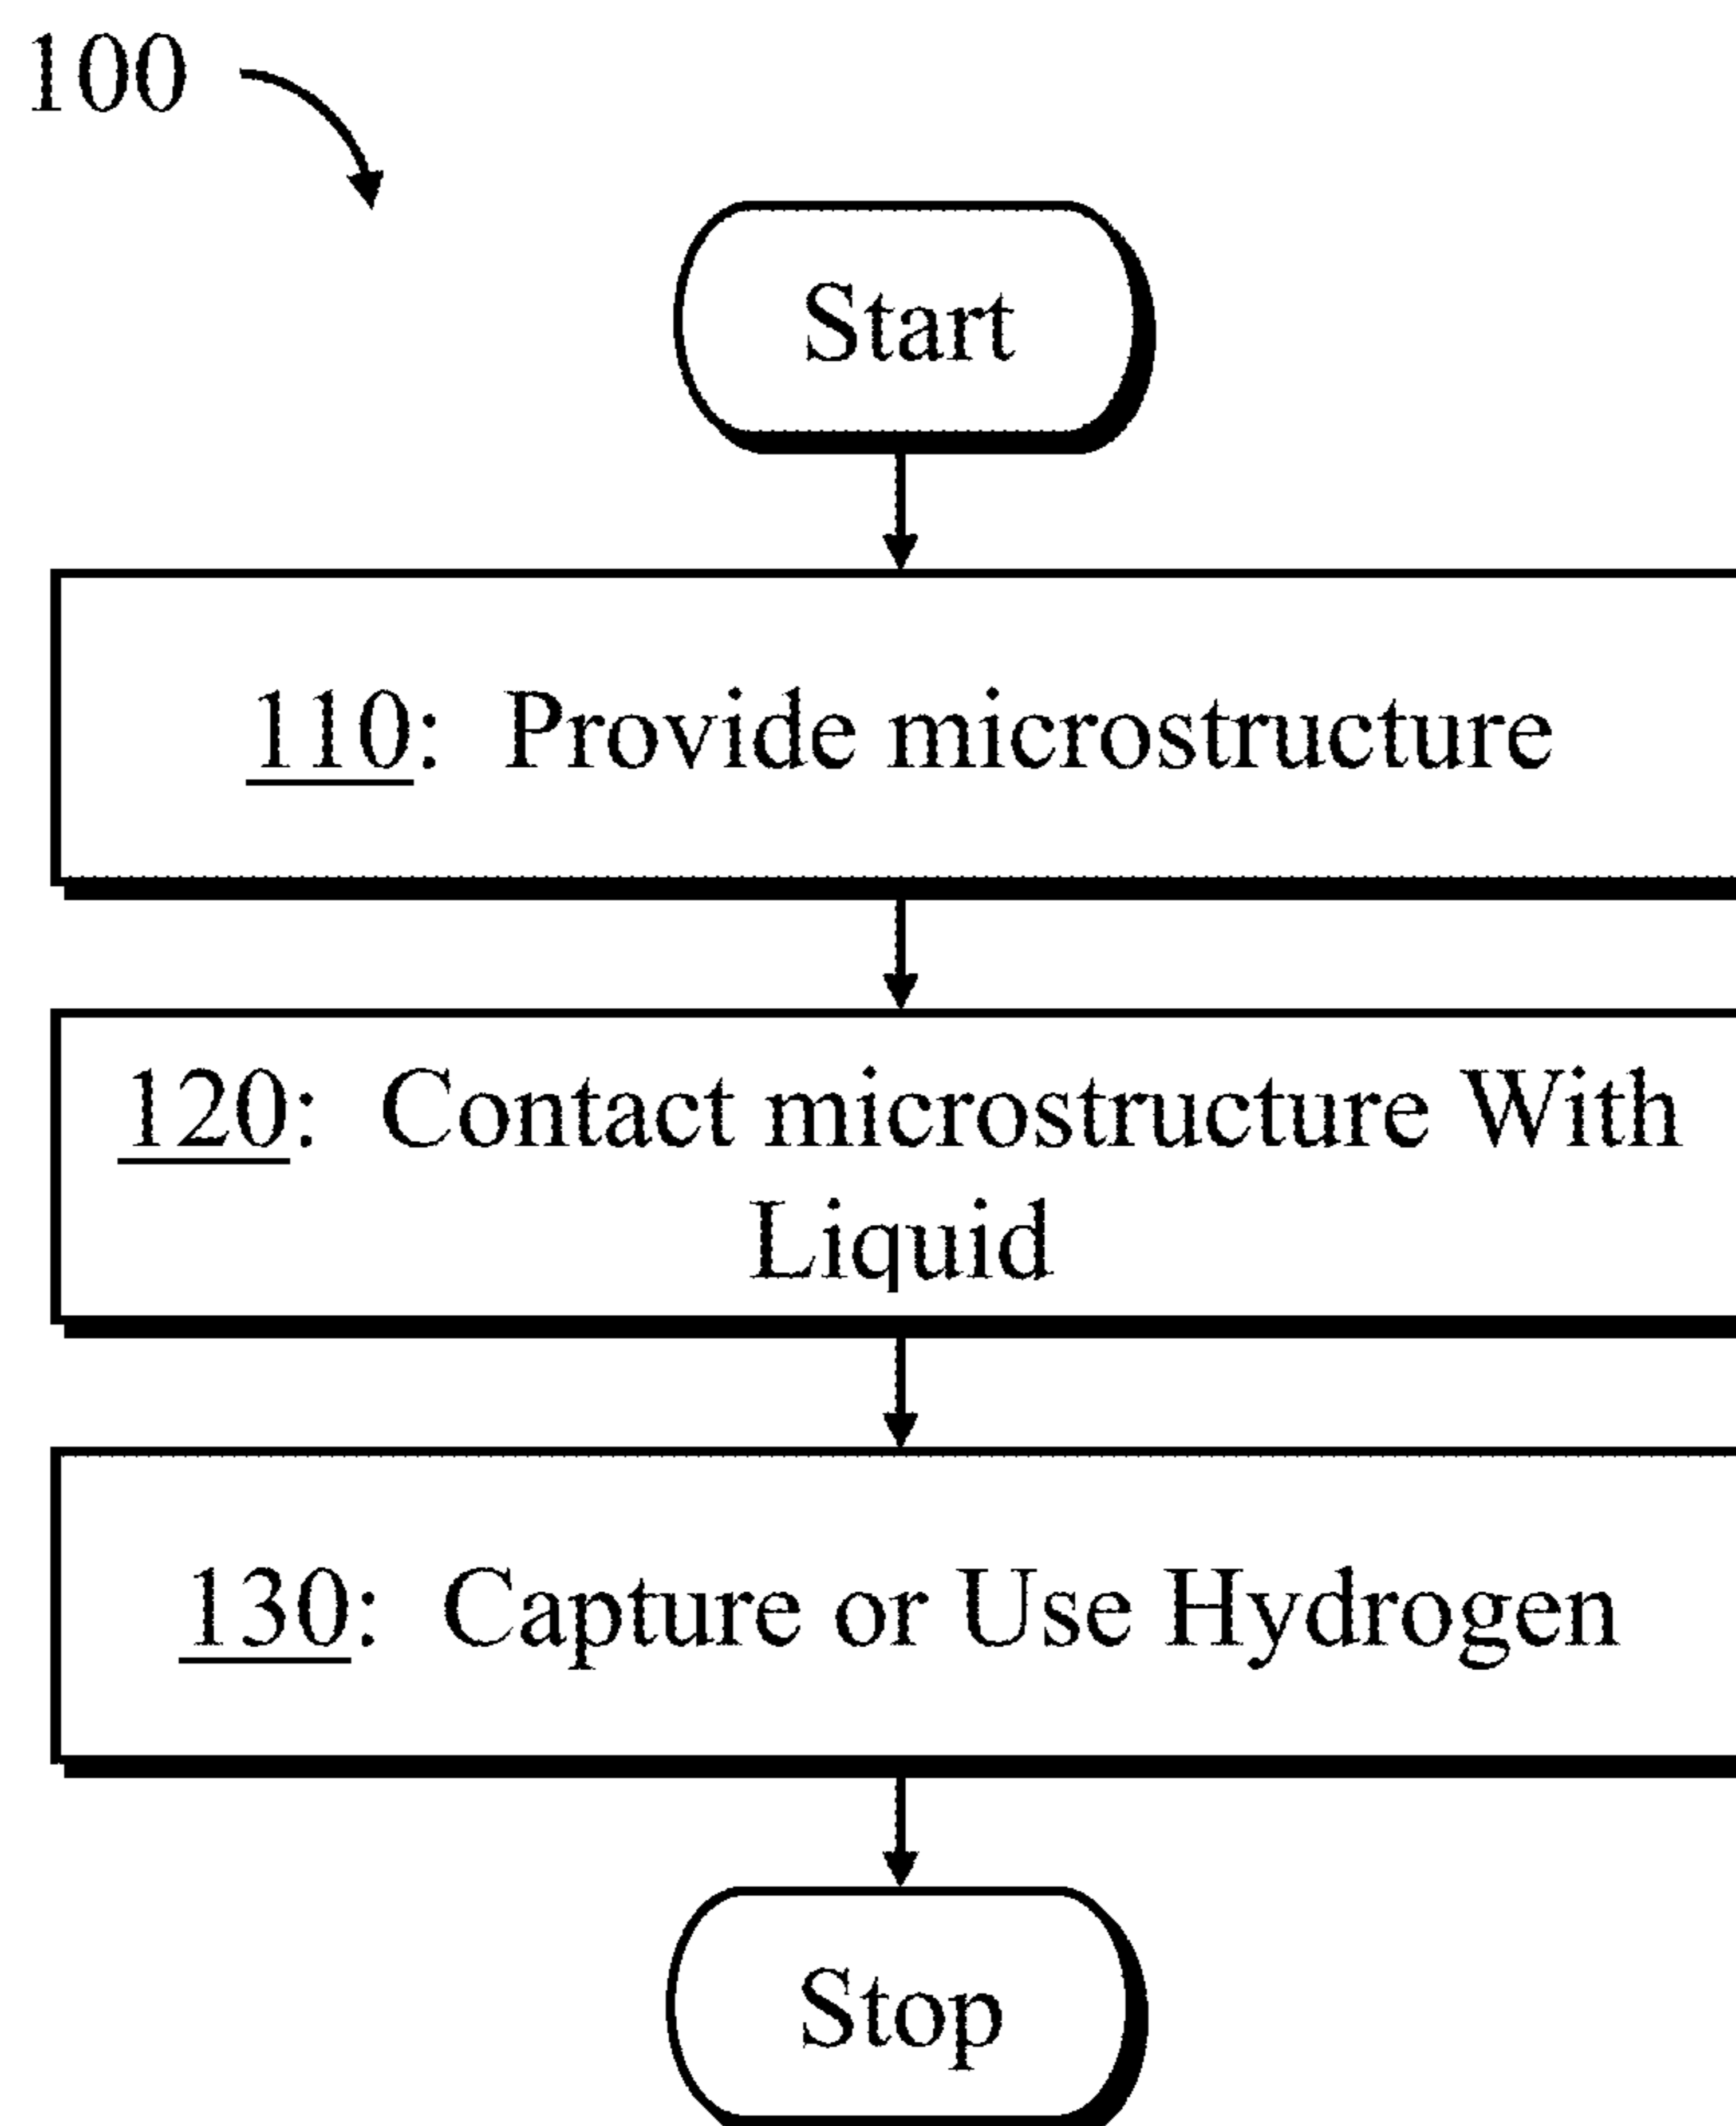 100
Start
110: Provide microstructure
120: Contact microstructure With
Liquid
130: Capture or Use Hydrogen
Stop